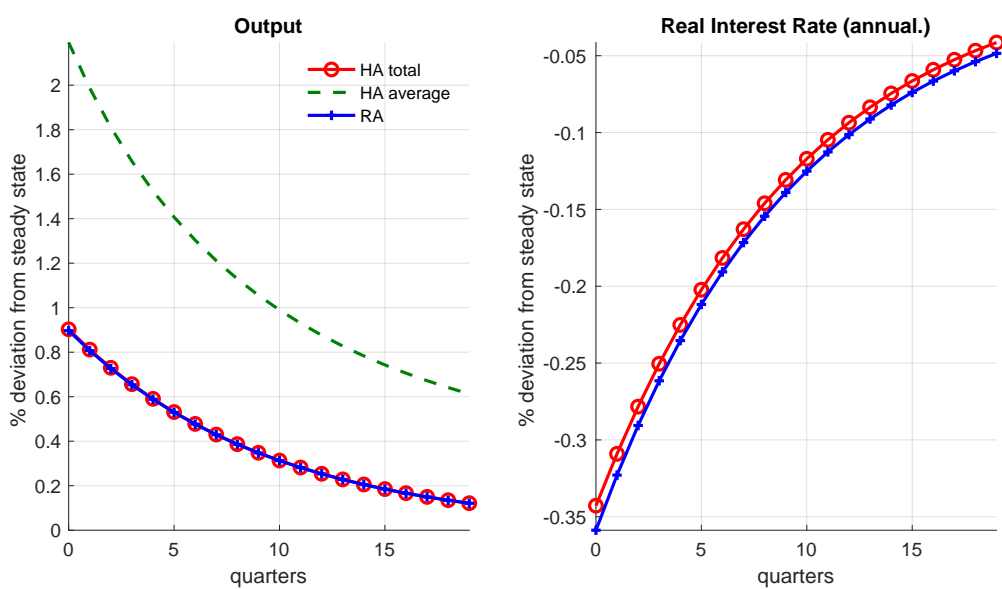 Output
HA total
HA average
RA
% deviation from steady state
2
1.8
1.6
1.4
1.2
1
0.8
0.6
0.4
0.2
0
0
5
10
15
quarters
Real Interest Rate (annual.)
% deviation from steady state
-0.05
-0.1
-0.15
-0.2
-0.25
-0.3
-0.35
0
5
10
15
quarters